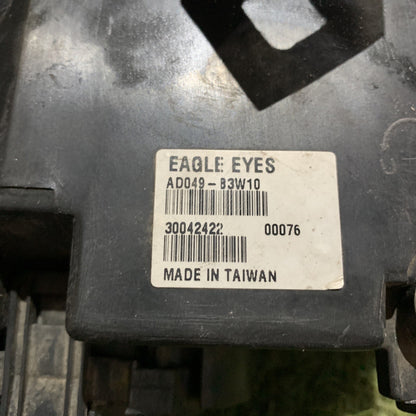 EAGLE EYES
AD049-B3W10
30042422 00076
MADE IN TAIWAN